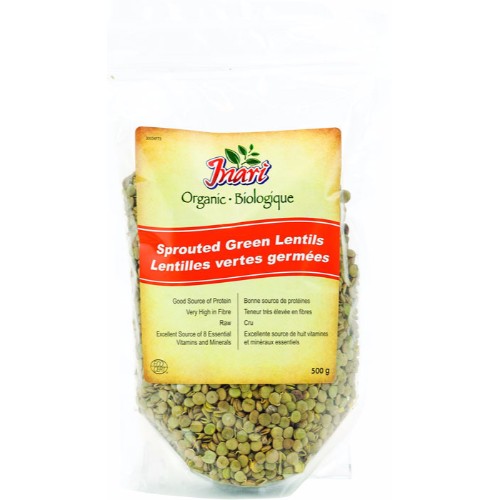 Inari
Organic • Biologique
Sprouted Green Lentils
Lentilles vertes germées
Good Source of Protein
Very High in Fibre
Raw
Excellent Source of 8 Essential
Vitamins and Minerals
Bonne source de protéines
Teneur très élevée en fibres
Cru
Excellente source de huit vitamines
et minéraux essentiels.
500 g